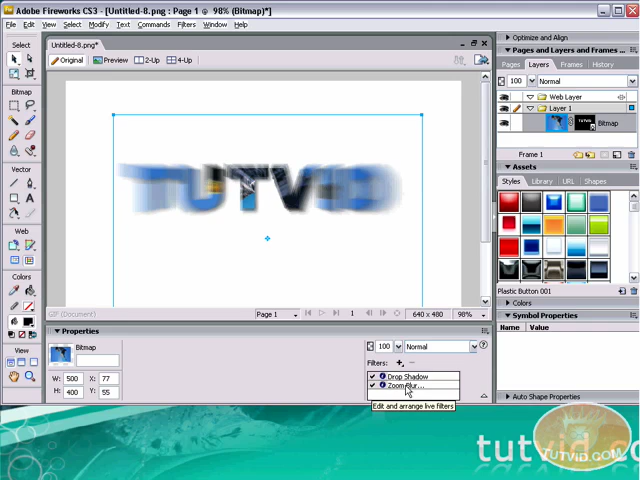 Adobe Fireworks CS3 - [Untitled-8.png : Page 1 @ 98% (Bitmap)*]
File Edit View Select Modify Text Commands Filters Window Help
Select
Bitmap
Vector
Web
Colors
View
Untitled-8.png*
Original Preview 2-Up 4-Up
TUTVID
GIF (Document)
Page 1
1
640 x 480
98%
Properties
Bitmap
W: 500 X: 77
H: 400 Y: 55
100 Normal
Filters:
Drop Shadow
Zoom Blur...
Edit and arrange live filters
Optimize and Align
Pages and Layers and Frames ...
Pages Layers Frames History
100 Normal
Web Layer
Layer 1
TUTVID
Bitmap
Frame 1
Assets
Styles Library URL Shapes
Plastic Button 001
Colors
Symbol Properties
Name Value
Auto Shape Properties
tutvid.co
TUTVID.COM